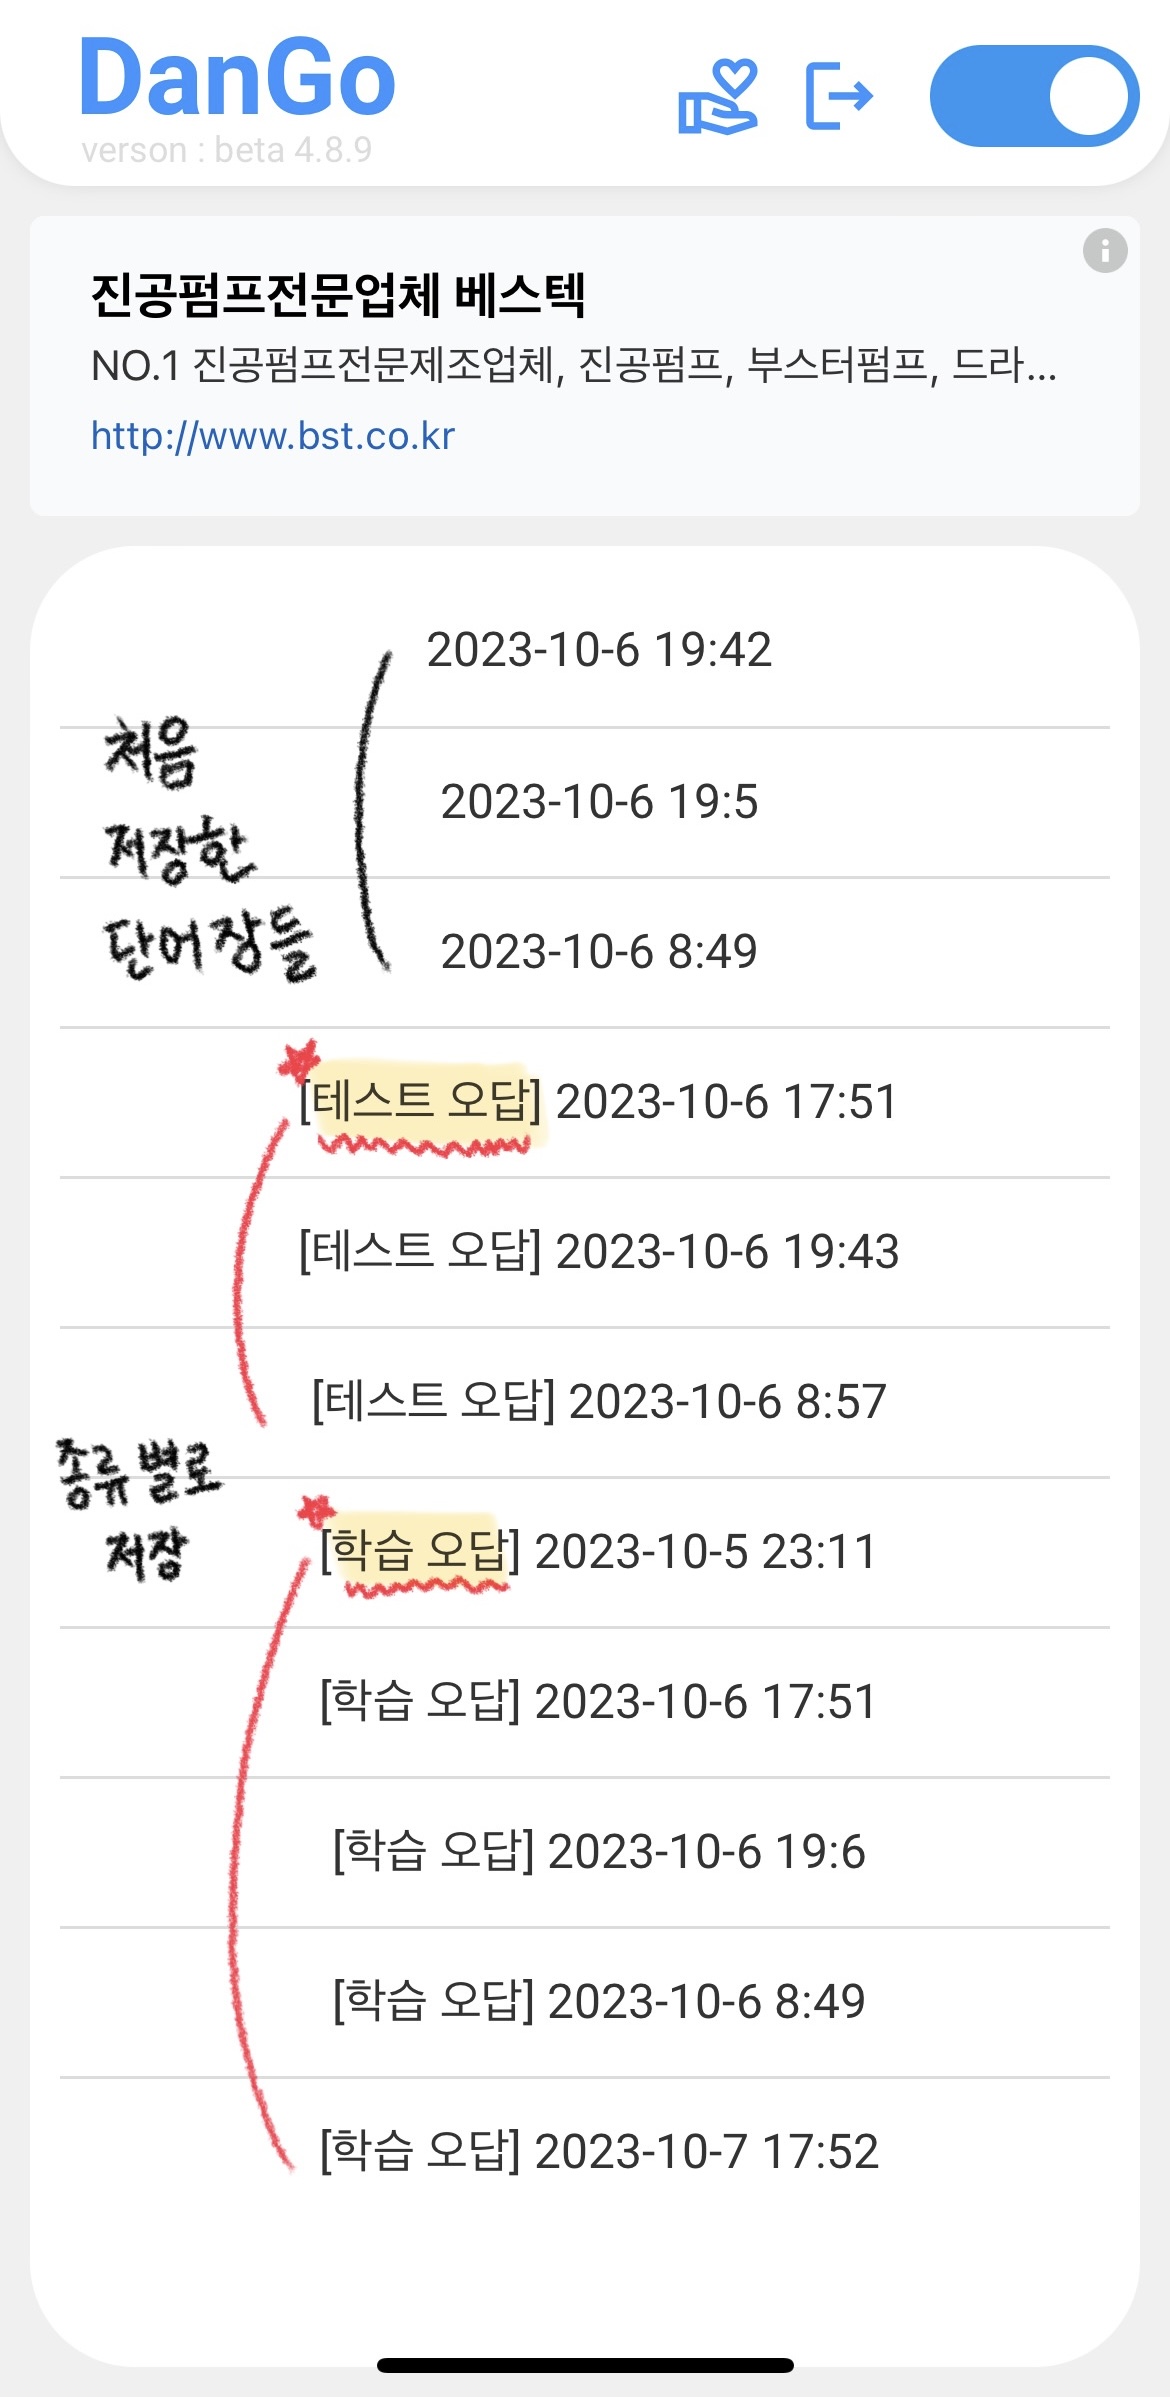 DanGo
verson : beta 4.8.9
진공펌프전문업체 베스텍
NO.1 진공펌프전문제조업체, 진공펌프, 부스터펌프, 드라...
http://www.bst.co.kr
2023-10-6 19:42
처음
2023-10-6 19:5
저장한
단어장들
2023-10-6 8:49
[테스트 오답] 2023-10-6 17:51
[테스트 오답] 2023-10-6 19:43
[테스트 오답] 2023-10-6 8:57
종류별로
저장
[학습 오답] 2023-10-5 23:11
[학습 오답] 2023-10-6 17:51
[학습 오답] 2023-10-6 19:6
[학습 오답] 2023-10-6 8:49
[학습 오답] 2023-10-7 17:52